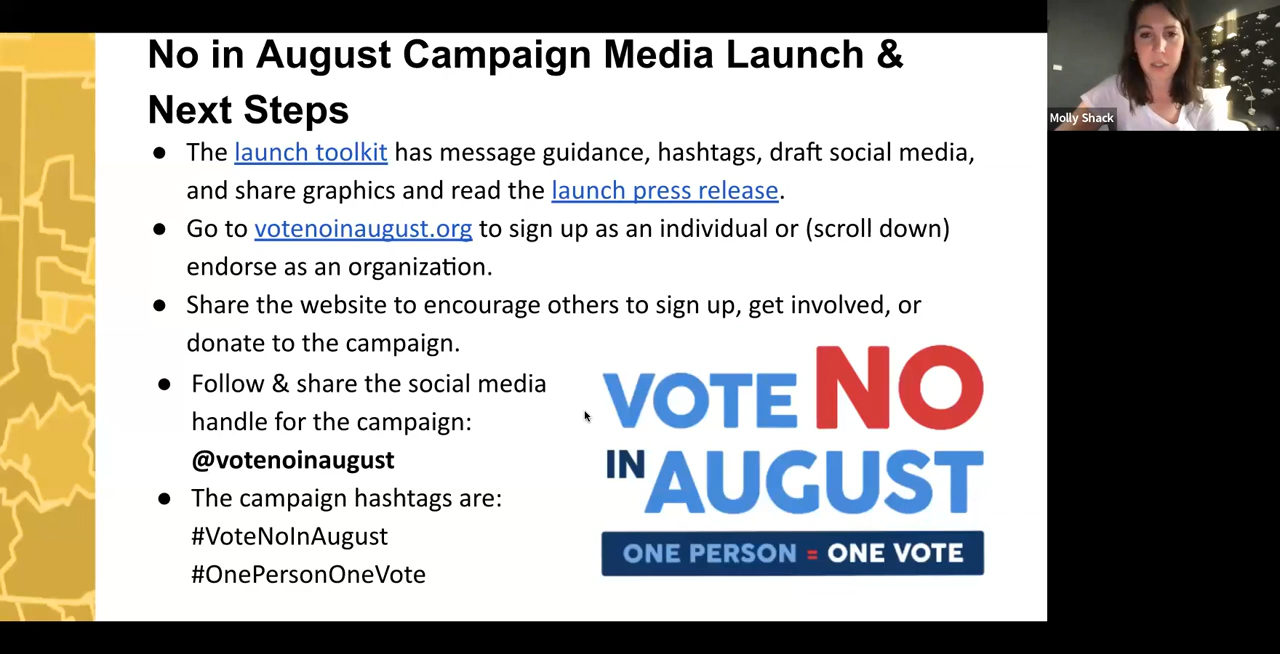 No in August Campaign Media Launch &
Next Steps
● The launch toolkit has message guidance, hashtags, draft social media,
and share graphics and read the launch press release.
● Go to votenoinaugust.org to sign up as an individual or (scroll down)
endorse as an organization.
● Share the website to encourage others to sign up, get involved, or
donate to the campaign.
● Follow & share the social media
handle for the campaign:
@votenoinaugust
● The campaign hashtags are:
#VoteNoInAugust
#OnePersonOneVote
VOTE NO
IN AUGUST
ONE PERSON = ONE VOTE
Molly Shack